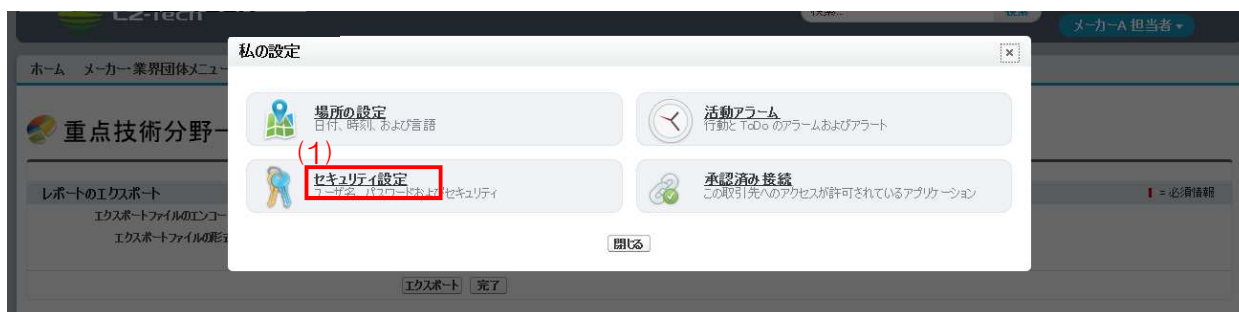 L2-Tech
検索...
検索
メーカーA 担当者
私の設定
ホーム メーカー・業界団体メニュー
場所の設定
日付、時刻、および言語
活動アラーム
行動と ToDo のアラームおよびアラート
重点技術分野一
(1)
セキュリティ設定
ユーザ名、パスワードおよびセキュリティ
承認済み接続
この取引先へのアクセスが許可されているアプリケーション
レポートのエクスポート
= 必須情報
エクスポートファイルのエンコー
エクスポートファイルの形式
閉じる
エクスポート 完了